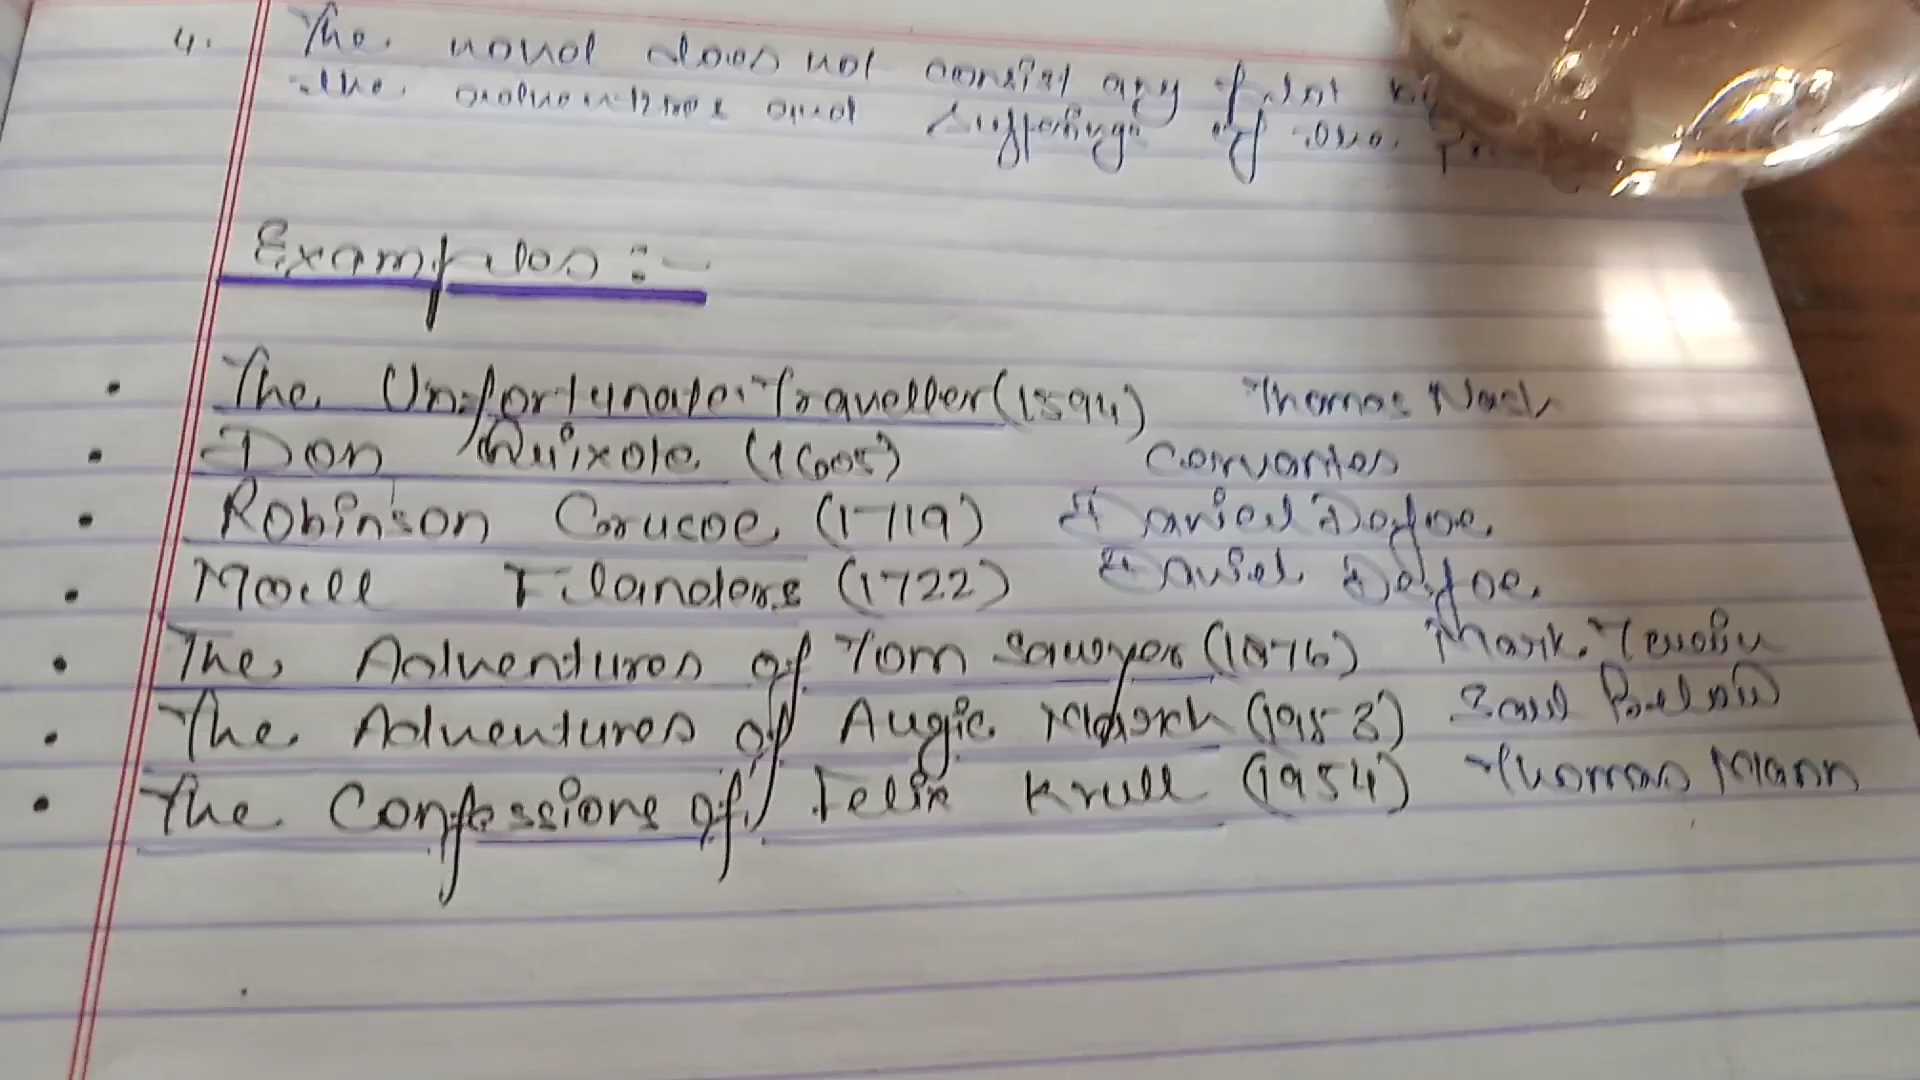 4. The novel does not consist any plot
the adventures and sufferings of the
Examples :-
• The Unfortunate Traveller (1594) Thomas Nash
• Don Quixote (1605) Cervantes
• Robinson Corusoe (1719) Daniel Defoe
• Moll Flanders (1722) Daniel Defoe
• The Adventures of Tom Sawyer (1876) Mark Twain
• The Adventures of Augie March (1953) Saul Bellow
• The Confessions of Felix Krull (1954) Thomas Mann